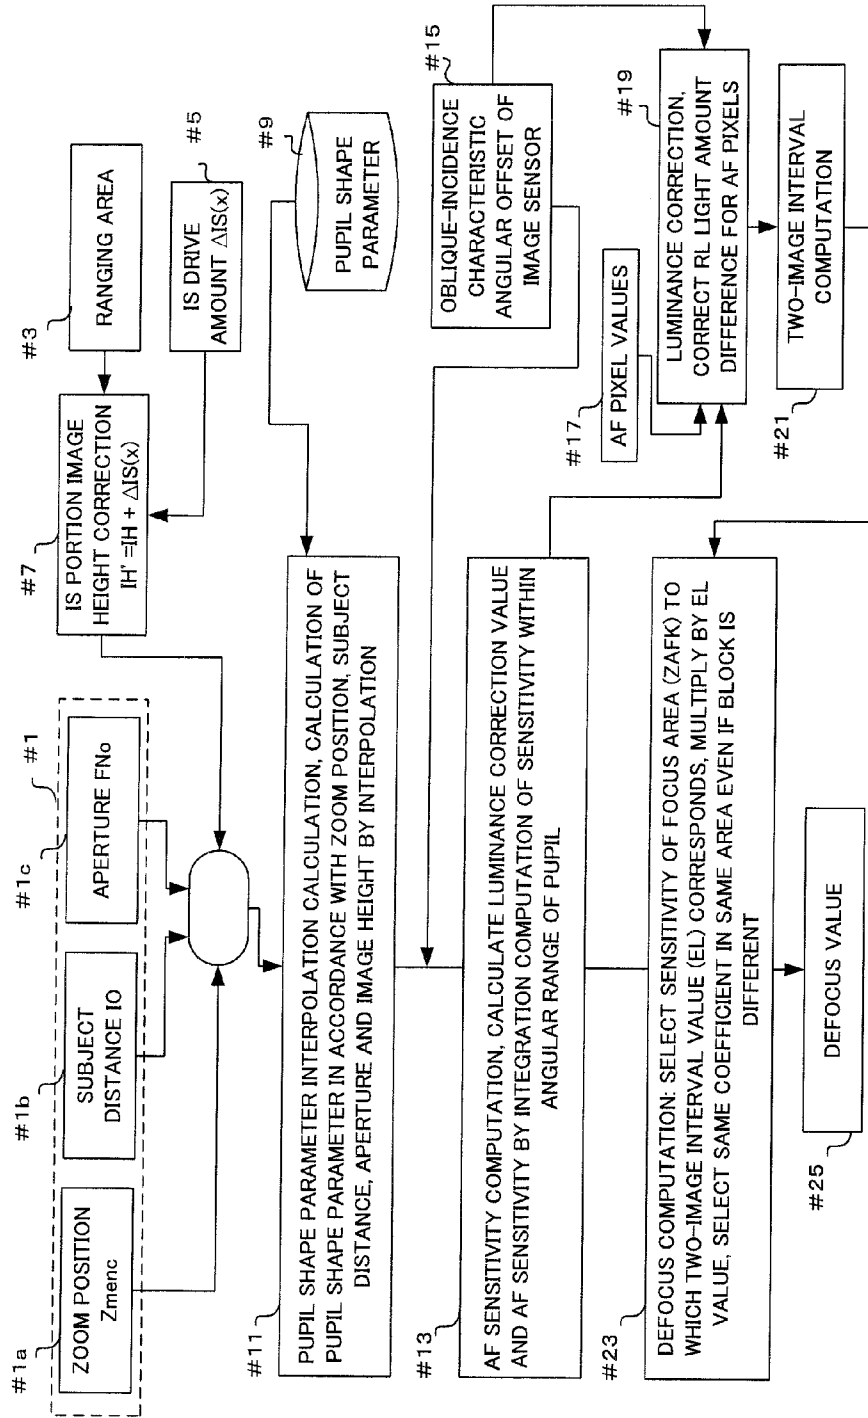 #1
#1a
ZOOM POSITION
Zmenc
#1b
SUBJECT
DISTANCE IO
#1c
APERTURE FNo
#3
RANGING AREA
#5
IS DRIVE
AMOUNT ΔIS(x)
#7
IS PORTION IMAGE
HEIGHT CORRECTION
IH' =IH + ΔIS(x)
#9
PUPIL SHAPE
PARAMETER
#11
PUPIL SHAPE PARAMETER INTERPOLATION CALCULATION, CALCULATION OF
PUPIL SHAPE PARAMETER IN ACCORDANCE WITH ZOOM POSITION, SUBJECT
DISTANCE, APERTURE AND IMAGE HEIGHT BY INTERPOLATION
#15
OBLIQUE-INCIDENCE
CHARACTERISTIC
ANGULAR OFFSET OF
IMAGE SENSOR
#13
AF SENSITIVITY COMPUTATION, CALCULATE LUMINANCE CORRECTION VALUE
AND AF SENSITIVITY BY INTEGRATION COMPUTATION OF SENSITIVITY WITHIN
ANGULAR RANGE OF PUPIL
#17
AF PIXEL VALUES
#19
LUMINANCE CORRECTION,
CORRECT RL LIGHT AMOUNT
DIFFERENCE FOR AF PIXELS
#21
TWO-IMAGE INTERVAL
COMPUTATION
#23
DEFOCUS COMPUTATION: SELECT SENSITIVITY OF FOCUS AREA (ZAFK) TO
WHICH TWO-IMAGE INTERVAL VALUE (EL) CORRESPONDS, MULTIPLY BY EL
VALUE, SELECT SAME COEFFICIENT IN SAME AREA EVEN IF BLOCK IS
DIFFERENT
#25
DEFOCUS VALUE